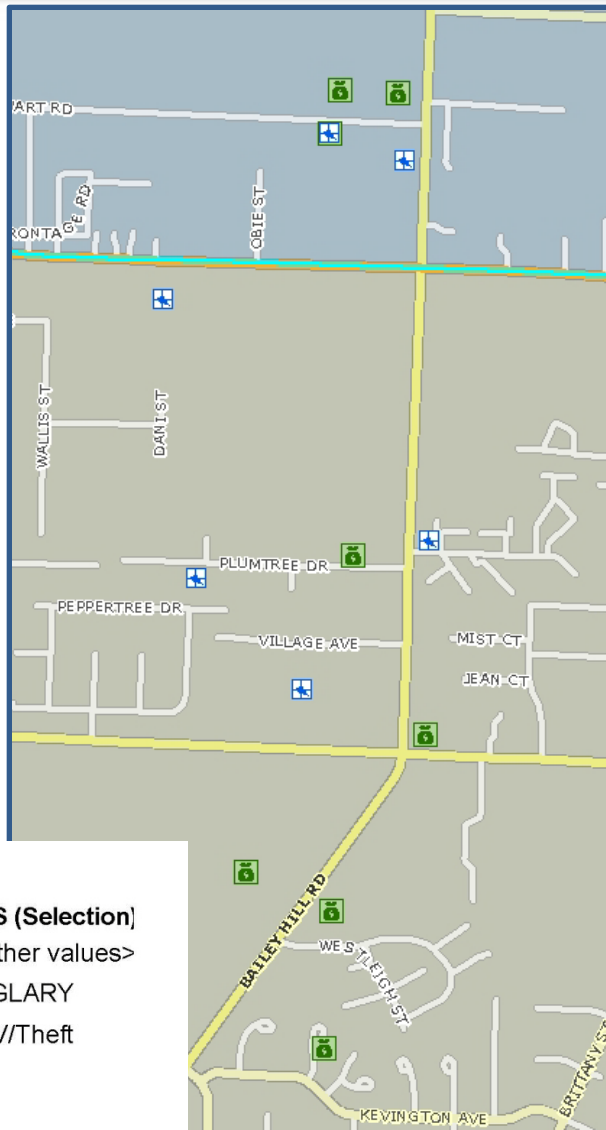 ART RD
RONTAGE RD
OBIE ST
WALLIS ST
DANI ST
PLUMTREE DR
PEPPERTREE DR
VILLAGE AVE
MIST CT
JEAN CT
BAILEY HILL RD
WESTLEIGH ST
S (Selection)
ther values>
GLARY
V/Theft
BRITTANY S
KEVINGTON AVE